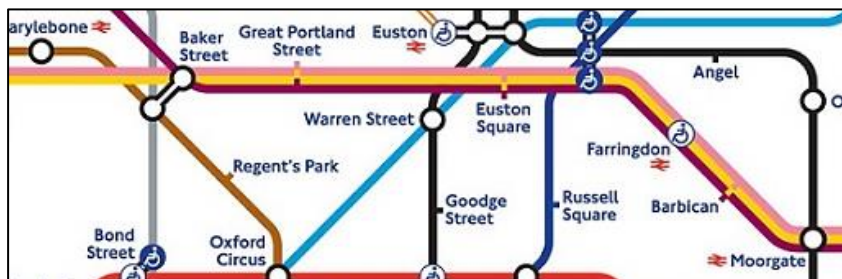 arylebone
Baker
Street
Great Portland
Street
Euston
Angel
Warren Street
Euston
Square
Farringdon
Regent's Park
Goodge
Street
Russell
Square
Barbican
Bond
Street
Oxford
Circus
Moorgate
O